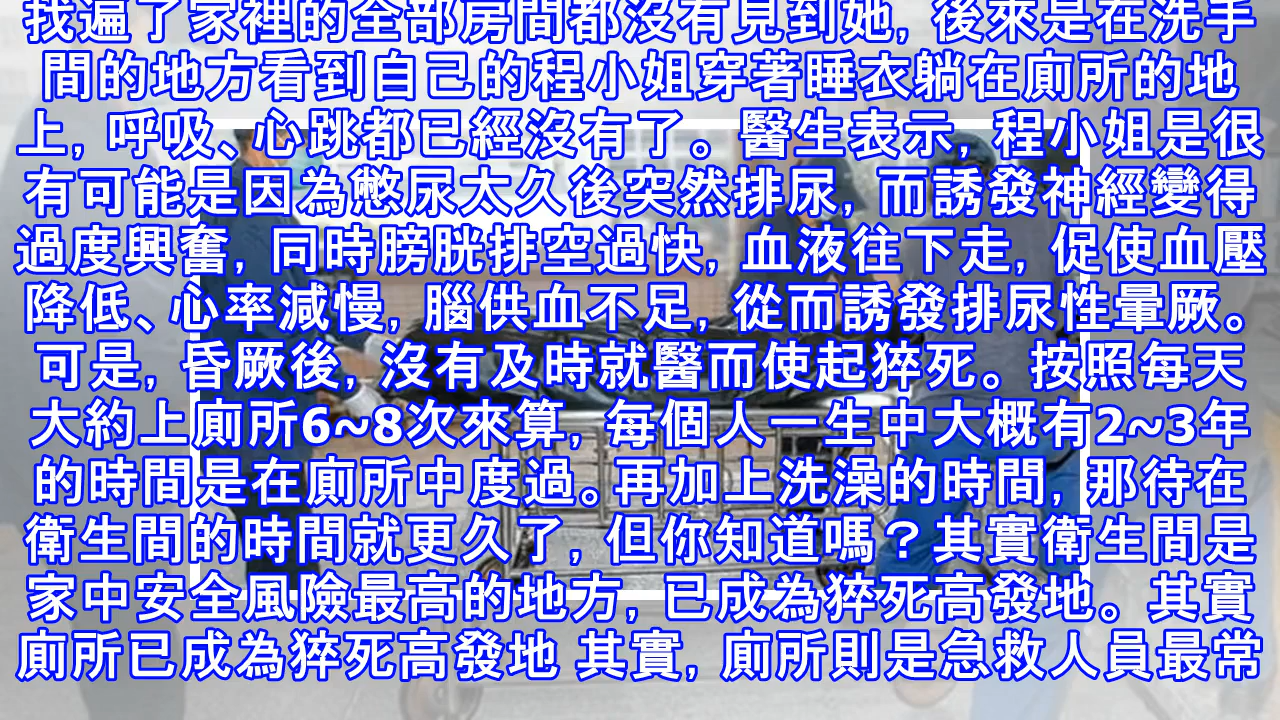 找遍了家裡的全部房間都沒有見到她, 後來是在洗手
間的地方看到自己的程小姐穿著睡衣躺在廁所的地
上, 呼吸、心跳都已經沒有了。醫生表示, 程小姐是很
有可能是因為憋尿太久後突然排尿, 而誘發神經變得
過度興奮, 同時膀胱排空過快, 血液往下走, 促使血壓
降低、心率減慢, 腦供血不足, 從而誘發排尿性暈厥。
可是, 昏厥後, 沒有及時就醫而使起猝死。按照每天
大約上廁所6~8次來算, 每個人一生中大概有2~3年
的時間是在廁所中度過。再加上洗澡的時間, 那待在
衛生間的時間就更久了, 但你知道嗎？其實衛生間是
家中安全風險最高的地方, 已成為猝死高發地。其實
廁所已成為猝死高發地 其實, 廁所則是急救人員最常